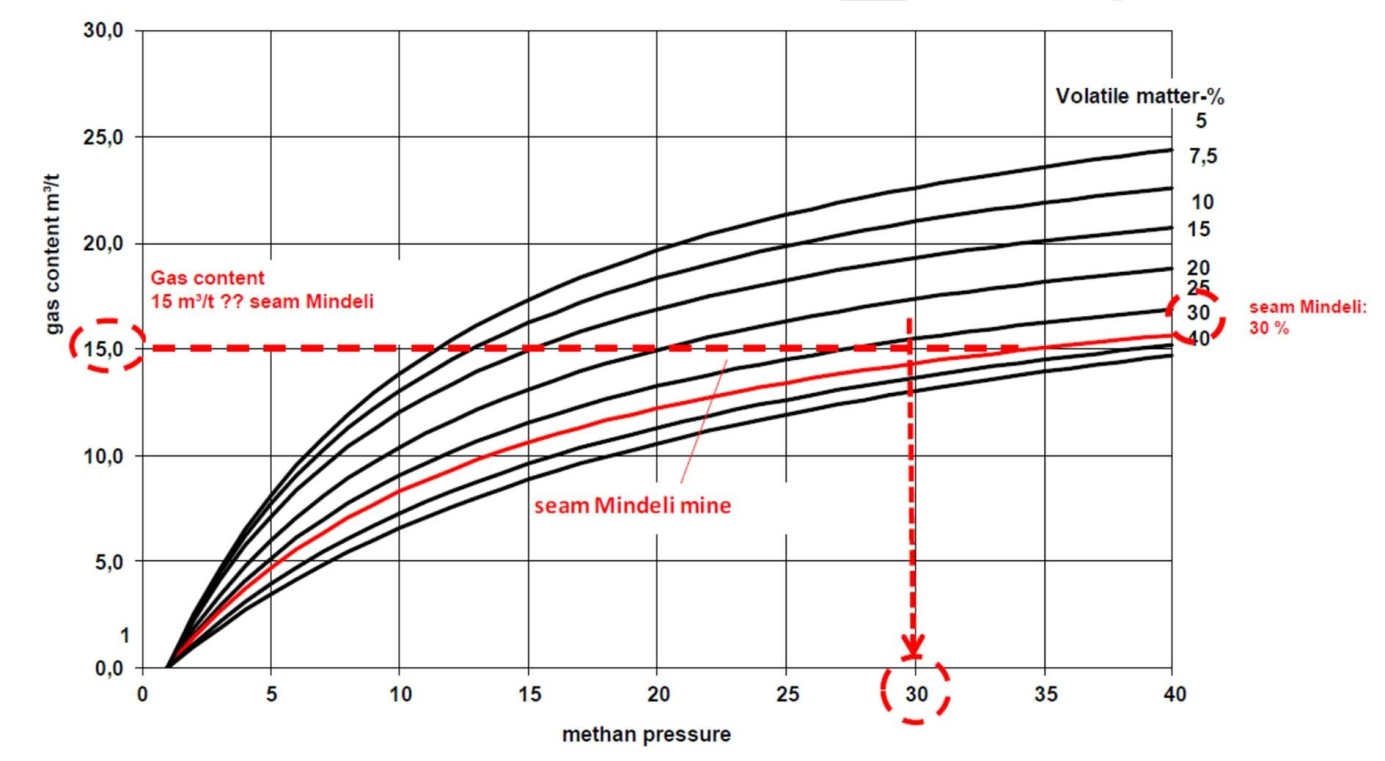 30,0
Volatile matter-%
5
25,0
7,5
10
15
20,0
20
25
Gas content
15 m³/t ?? seam Mindeli
30
seam Mindeli:
30 %
15,0
40
gas content m³/t
10,0
seam Mindeli mine
5,0
1
0,0
0 5 10 15 20 25 30 35 40
methan pressure